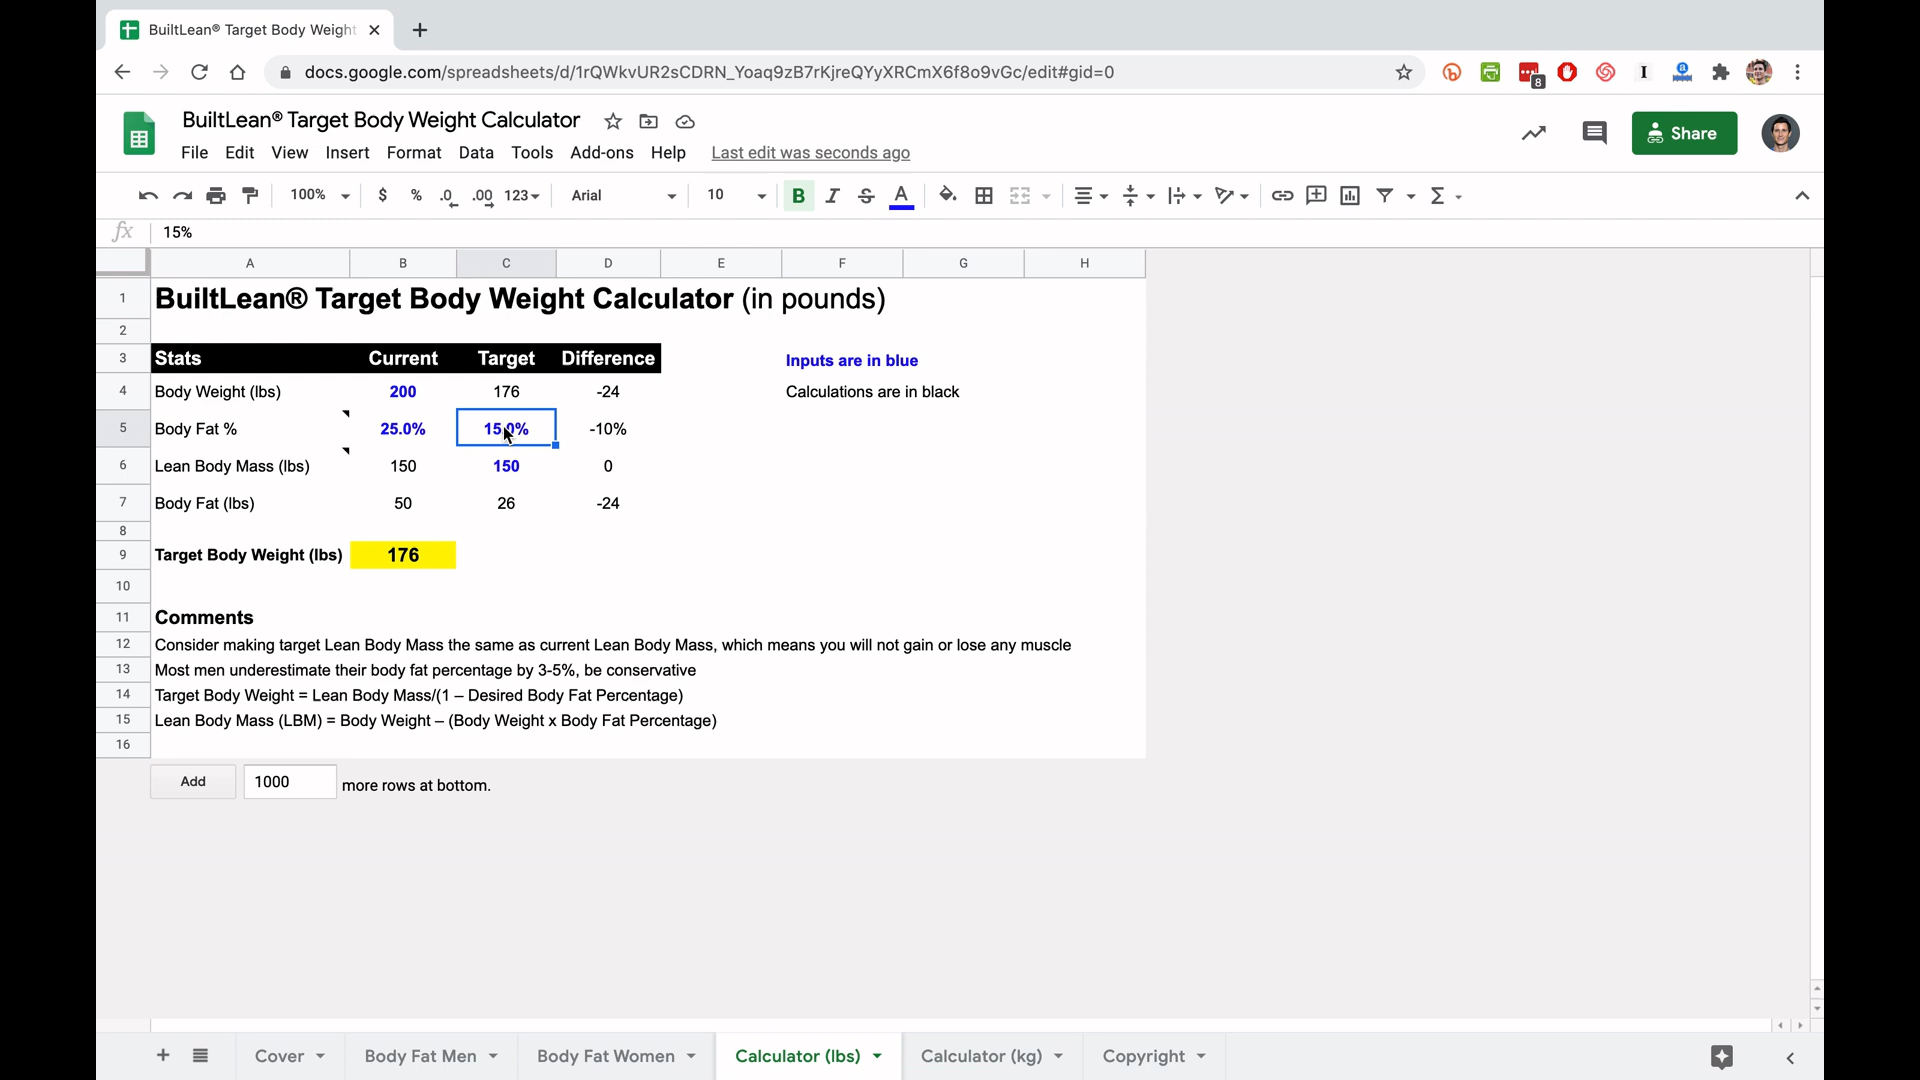 BuiltLean® Target Body Weight
docs.google.com/spreadsheets/d/1rQWkvUR2sCDRN_Yoaq9zB7rKjreQYyXRCmX6f8o9vGc/edit#gid=0
8
BuiltLean® Target Body Weight Calculator
File Edit View Insert Format Data Tools Add-ons Help Last edit was seconds ago
Share
100% $ % .0 .00 123 Arial 10 B I S A
fx 15%
A B C D E F G H
1 BuiltLean® Target Body Weight Calculator (in pounds)
2
3 Stats Current Target Difference Inputs are in blue
4 Body Weight (lbs) 200 176 -24 Calculations are in black
5 Body Fat % 25.0% 15.0% -10%
6 Lean Body Mass (lbs) 150 150 0
7 Body Fat (lbs) 50 26 -24
8
9 Target Body Weight (lbs) 176
10
11 Comments
12 Consider making target Lean Body Mass the same as current Lean Body Mass, which means you will not gain or lose any muscle
13 Most men underestimate their body fat percentage by 3-5%, be conservative
14 Target Body Weight = Lean Body Mass/(1 – Desired Body Fat Percentage)
15 Lean Body Mass (LBM) = Body Weight – (Body Weight x Body Fat Percentage)
16
Add 1000 more rows at bottom.
Cover Body Fat Men Body Fat Women Calculator (lbs) Calculator (kg) Copyright